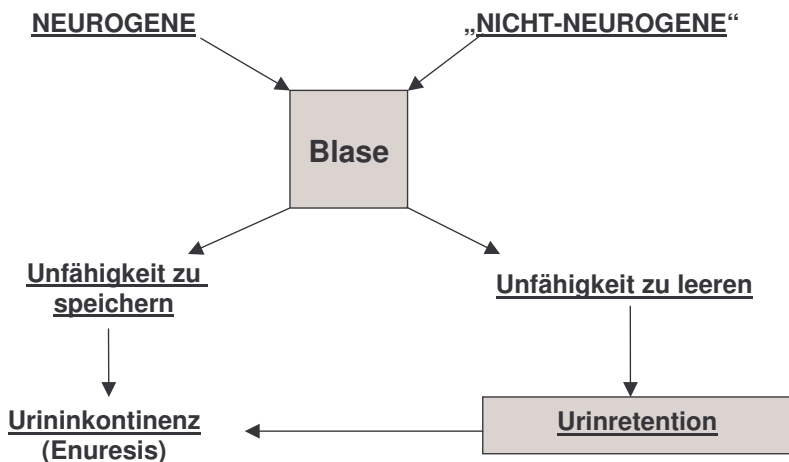 NEUROGENE
„NICHT-NEUROGENE“
Blase
Unfähigkeit zu
speichern
Unfähigkeit zu leeren
Urininkontinenz
(Enuresis)
Urinretention